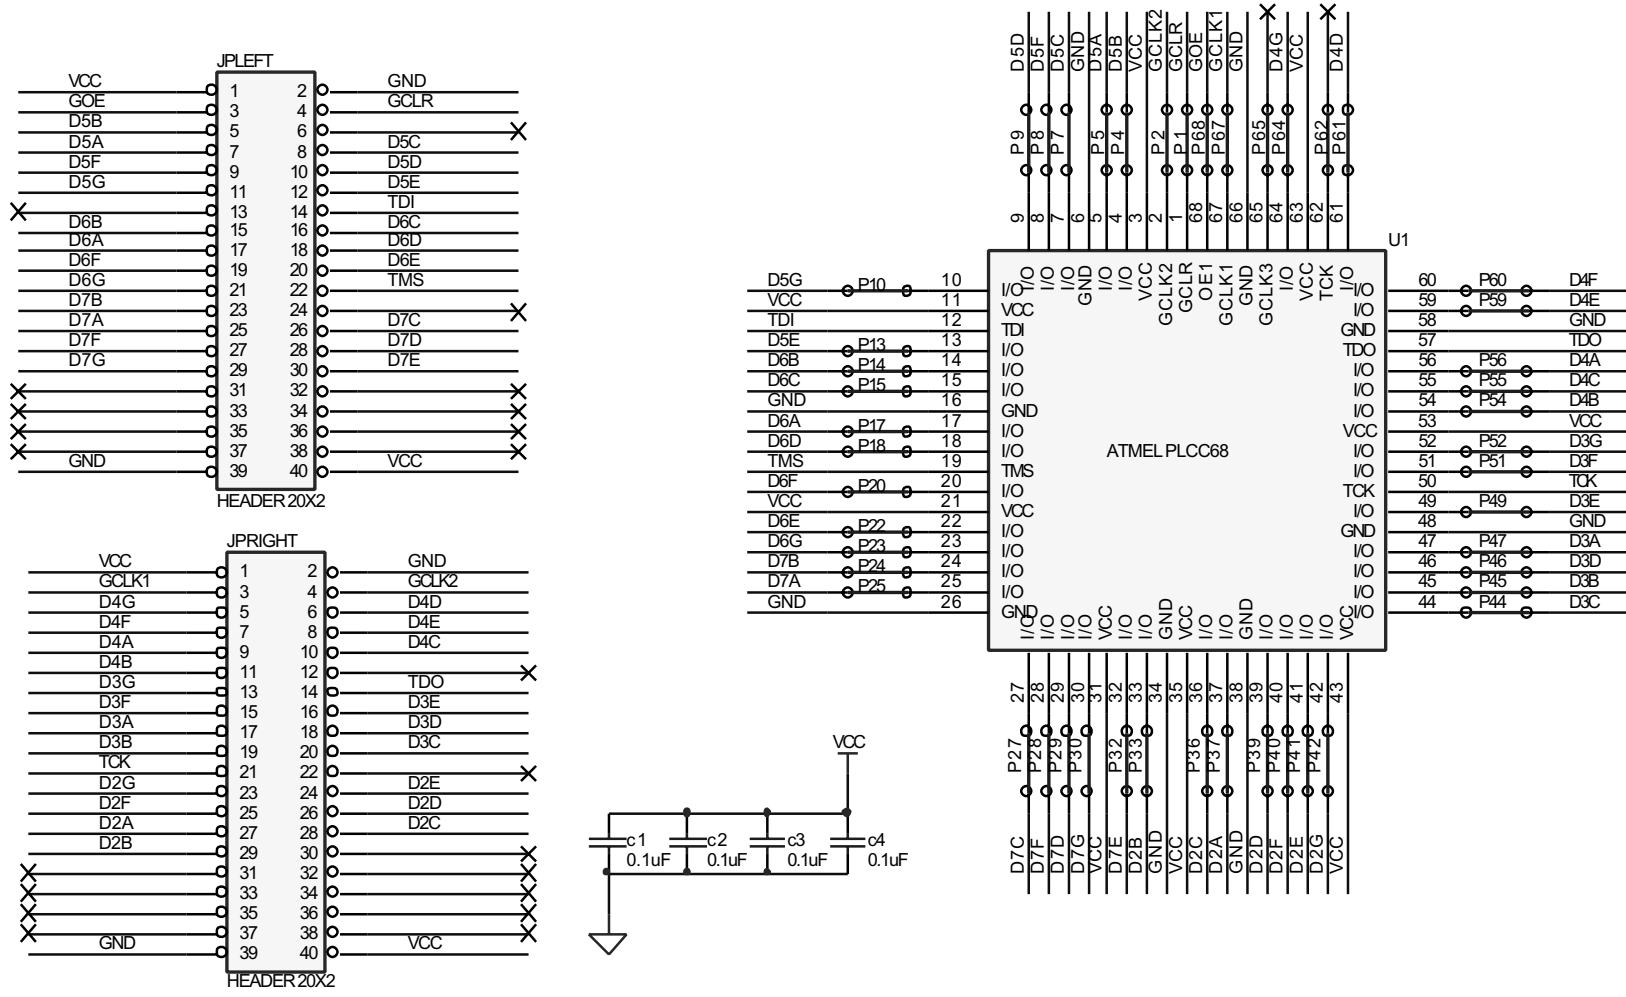 JPLEFT
VCC 1 2 GND
GOE 3 4 GCLR
D5B 5 6
D5A 7 8 D5C
D5F 9 10 D5D
D5G 11 12 D5E
13 14 TDI
D6B 15 16 D6C
D6A 17 18 D6D
D6F 19 20 D6E
D6G 21 22 TMS
D7B 23 24
D7A 25 26 D7C
D7F 27 28 D7D
D7G 29 30 D7E
31 32
33 34
35 36
37 38
GND 39 40 VCC
HEADER 20X2
JPRIGHT
VCC 1 2 GND
GCLK1 3 4 GCLK2
D4G 5 6 D4D
D4F 7 8 D4E
D4A 9 10 D4C
D4B 11 12
D3G 13 14 TDO
D3F 15 16 D3E
D3A 17 18 D3D
D3B 19 20 D3C
TCK 21 22
D2G 23 24 D2E
D2F 25 26 D2D
D2A 27 28 D2C
D2B 29 30
31 32
33 34
35 36
37 38
GND 39 40 VCC
HEADER 20X2
VCC
c1 c2 c3 c4
0.1uF 0.1uF 0.1uF 0.1uF
D5D D5F D5C GND D5A D5B VCC GCLK2 GCLR GOE GCLK1 GND D4G VCC D4D
P9 P8 P7 P5 P4 P2 P1 P68 P67 P65 P64 P62 P61
9 8 7 6 5 4 3 2 1 68 67 66 65 64 63 62 61
U1
I/O I/O I/O GND I/O I/O VCC GCLK2 GCLR OE1 GCLK1 GND GCLK3 I/O VCC TCK I/O
D5G P10 10 I/O
VCC 11 VCC
TDI 12 TDI
D5E P13 13 I/O
D6B P14 14 I/O
D6C P15 15 I/O
GND 16 GND
D6A P17 17 I/O
D6D P18 18 I/O
TMS 19 TMS
D6F P20 20 I/O
VCC 21 VCC
D6E P22 22 I/O
D6G P23 23 I/O
D7B P24 24 I/O
D7A P25 25 I/O
GND 26 GND
ATMEL PLCC68
I/O 60 P60 D4F
I/O 59 P59 D4E
GND 58 GND
TDO 57 TDO
I/O 56 P56 D4A
I/O 55 P55 D4C
I/O 54 P54 D4B
VCC 53 VCC
I/O 52 P52 D3G
I/O 51 P51 D3F
TCK 50 TCK
I/O 49 P49 D3E
GND 48 GND
I/O 47 P47 D3A
I/O 46 P46 D3D
I/O 45 P45 D3B
I/O 44 P44 D3C
I/O I/O I/O I/O VCC I/O I/O GND VCC I/O I/O GND I/O I/O I/O I/O VCC
27 28 29 30 31 32 33 34 35 36 37 38 39 40 41 42 43
P27 P28 P29 P30 P32 P33 P36 P37 P39 P40 P41 P42
D7C D7F D7D D7G VCC D7E D2B GND VCC D2C D2A GND D2D D2F D2E D2G VCC